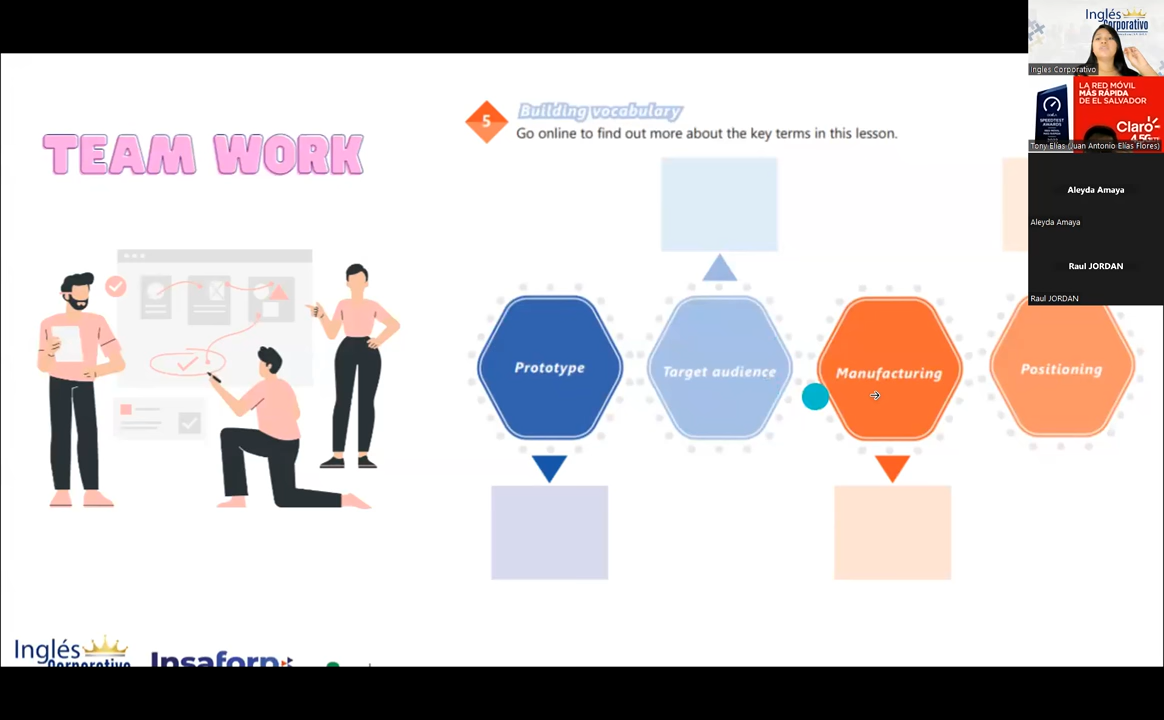 TEAM WORK
5
Building vocabulary
Go online to find out more about the key terms in this lesson.
Prototype
Target audience
Manufacturing
Positioning
Inglés
Corporativo
Insaforp
Inglés
Corporativo
Ingles Corporativo
LA RED MÓVIL
MÁS RÁPIDA
DE EL SALVADOR
SPEEDTEST
AWARDS
Claro
Tony Elías (Juan Antonio Elías Flores)
Aleyda Amaya
Aleyda Amaya
Raul JORDAN
Raul JORDAN